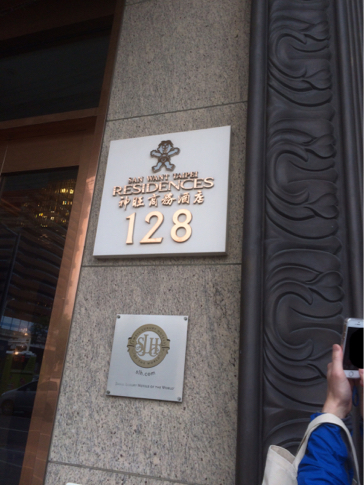 SAN WANT TAIPEI
RESIDENCES
神旺商務酒店
128
SLH
slh.com